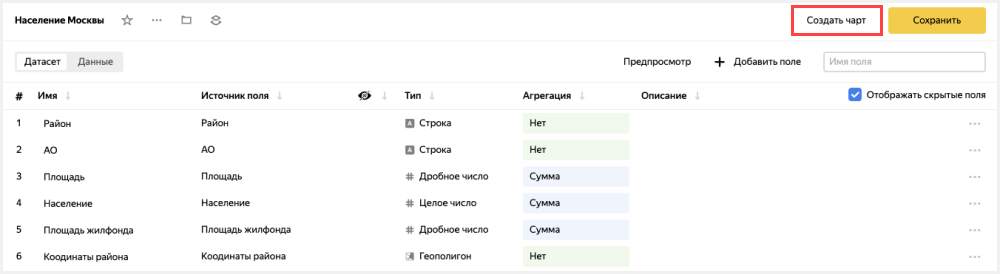 Население Москвы Создать чарт Сохранить
Датасет Данные Предпросмотр + Добавить поле Имя поля
# Имя Источник поля Тип Агрегация Описание Отображать скрытые поля
1 Район Район A Строка Нет
2 АО АО A Строка Нет
3 Площадь Площадь # Дробное число Сумма
4 Население Население # Целое число Сумма
5 Площадь жилфонда Площадь жилфонда # Дробное число Сумма
6 Коодинаты района Коодинаты района Геополигон Нет